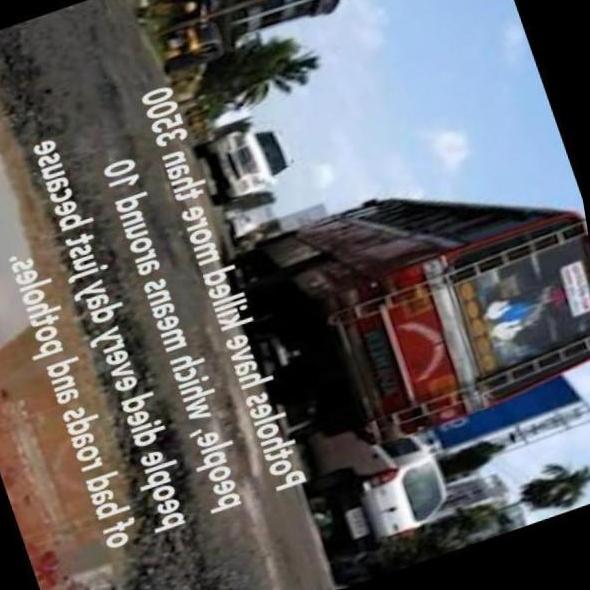 Potholes have killed more than 3500
people, which means around 10
people died every day just because
of bad roads and potholes.